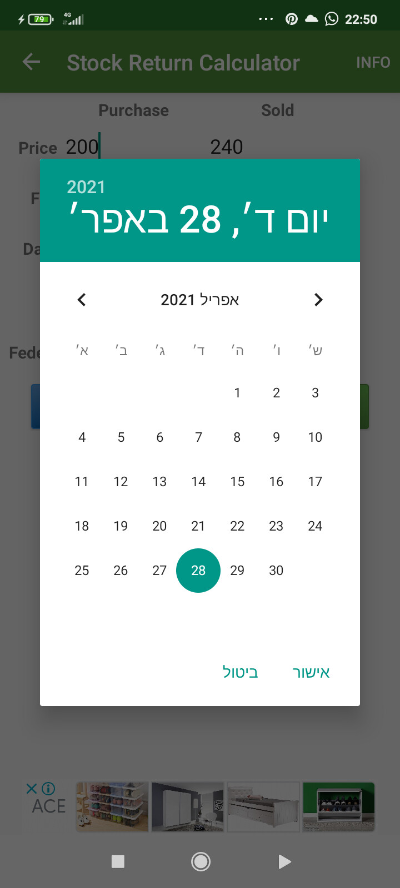 79 4G ... 22:50
Stock Return Calculator INFO
Purchase Sold
Price 200 240
2021
יום ד׳, 28 באפר׳
אפריל 2021
א׳ ב׳ ג׳ ד׳ ה׳ ו׳ ש׳
1 2 3
4 5 6 7 8 9 10
11 12 13 14 15 16 17
18 19 20 21 22 23 24
25 26 27 28 29 30
ביטול אישור
ACE